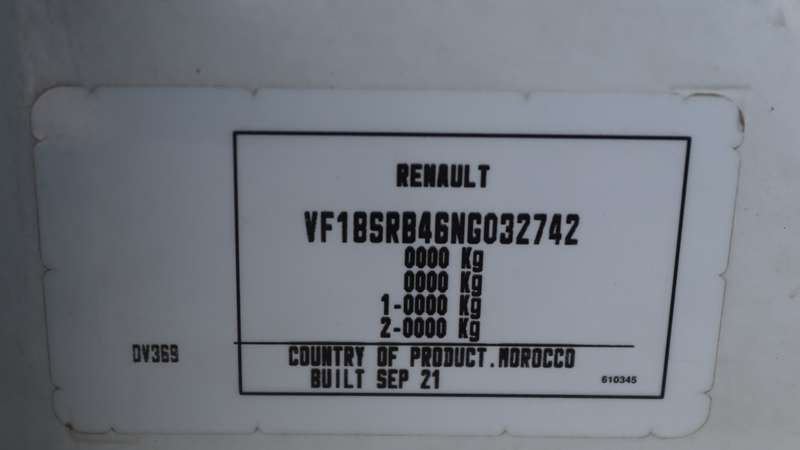 RENAULT
VF18SRB46NG032742
0000 Kg
0000 Kg
1-0000 Kg
2-0000 Kg
DV369
COUNTRY OF PRODUCT.MOROCCO
BUILT SEP 21
610345